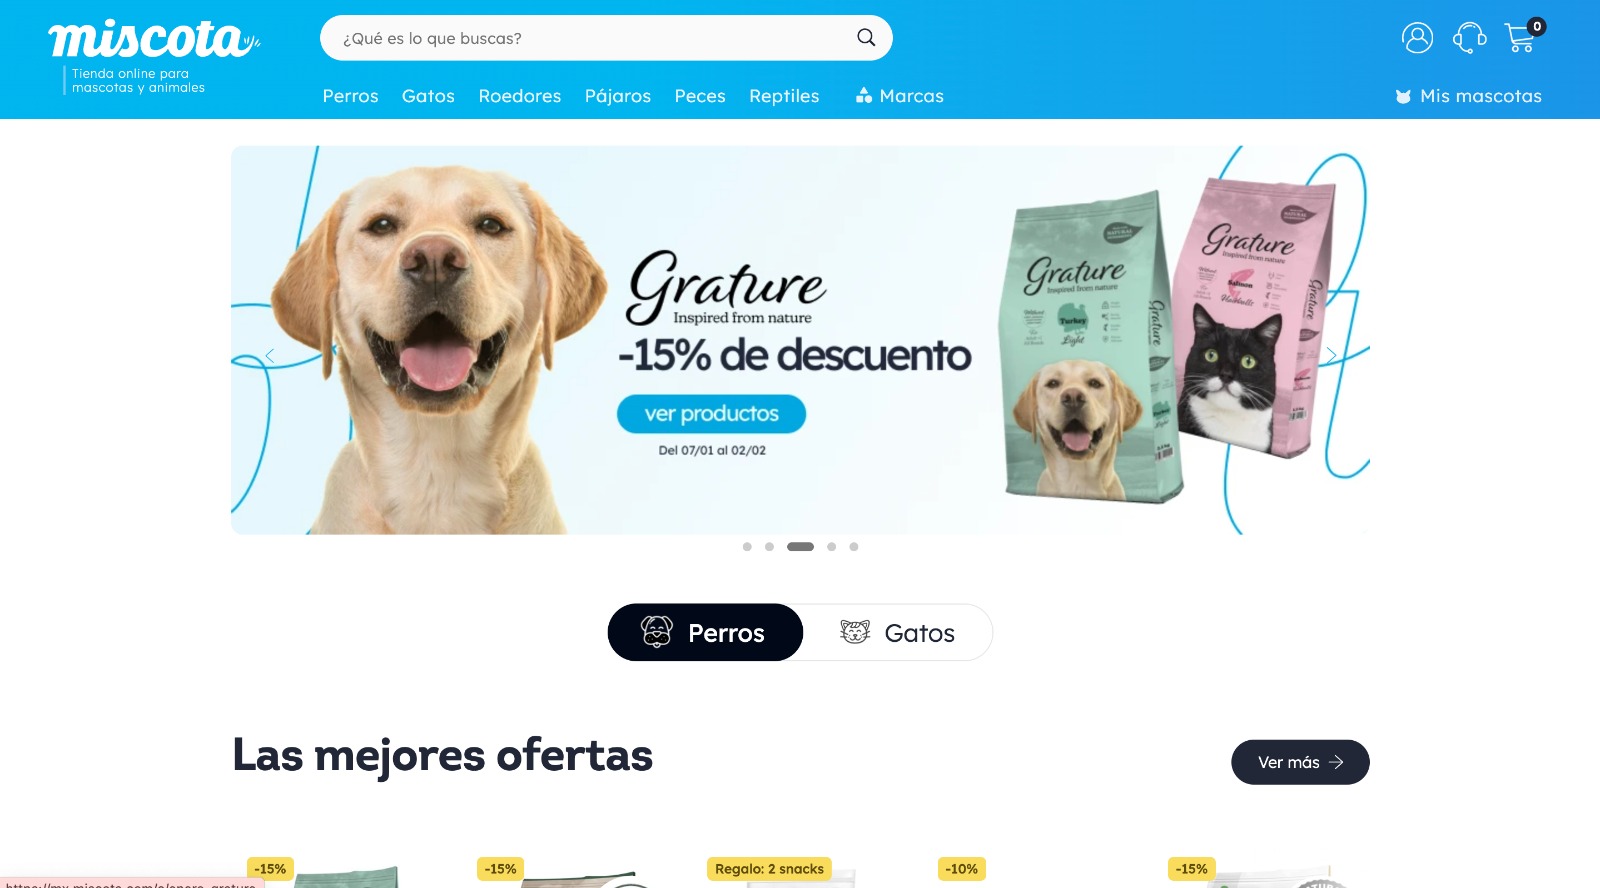 miscota
Tienda online para
mascotas y animales
¿Qué es lo que buscas?
0
Perros
Gatos
Roedores
Pájaros
Peces
Reptiles
Marcas
Mis mascotas
Grature
Inspired from nature
-15% de descuento
ver productos
Del 07/01 al 02/02
NATURAL
Grature
Inspired from nature
Turkey
Light
Grature
NATURAL
Grature
Inspired from nature
Salmon
Hairballs
Grature
Perros
Gatos
Las mejores ofertas
Ver más
-15%
-15%
Regalo: 2 snacks
-10%
-15%